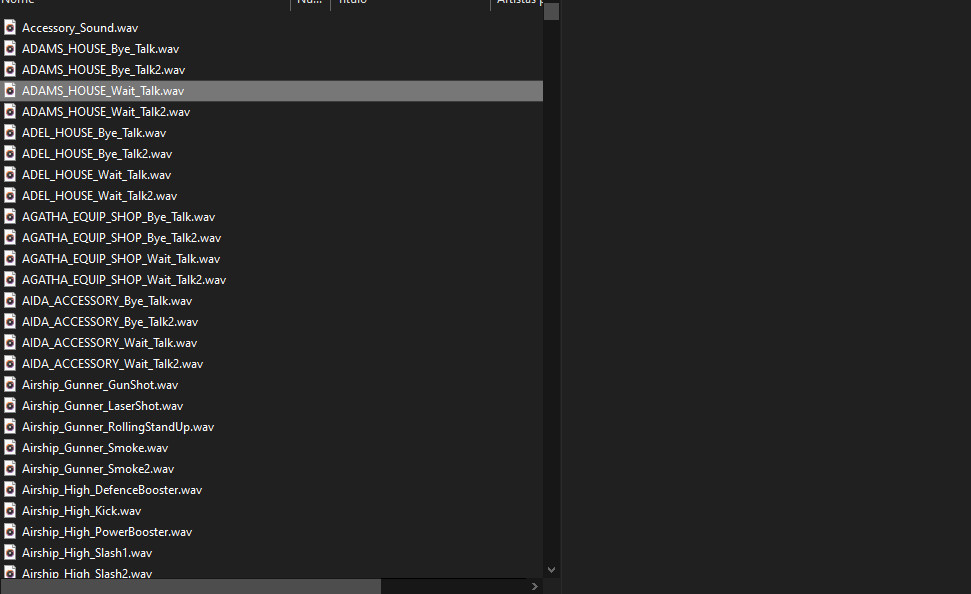 Nome Nú... Título Artistas p
Accessory_Sound.wav
ADAMS_HOUSE_Bye_Talk.wav
ADAMS_HOUSE_Bye_Talk2.wav
ADAMS_HOUSE_Wait_Talk.wav
ADAMS_HOUSE_Wait_Talk2.wav
ADEL_HOUSE_Bye_Talk.wav
ADEL_HOUSE_Bye_Talk2.wav
ADEL_HOUSE_Wait_Talk.wav
ADEL_HOUSE_Wait_Talk2.wav
AGATHA_EQUIP_SHOP_Bye_Talk.wav
AGATHA_EQUIP_SHOP_Bye_Talk2.wav
AGATHA_EQUIP_SHOP_Wait_Talk.wav
AGATHA_EQUIP_SHOP_Wait_Talk2.wav
AIDA_ACCESSORY_Bye_Talk.wav
AIDA_ACCESSORY_Bye_Talk2.wav
AIDA_ACCESSORY_Wait_Talk.wav
AIDA_ACCESSORY_Wait_Talk2.wav
Airship_Gunner_GunShot.wav
Airship_Gunner_LaserShot.wav
Airship_Gunner_RollingStandUp.wav
Airship_Gunner_Smoke.wav
Airship_Gunner_Smoke2.wav
Airship_High_DefenceBooster.wav
Airship_High_Kick.wav
Airship_High_PowerBooster.wav
Airship_High_Slash1.wav
Airship_High_Slash2.wav